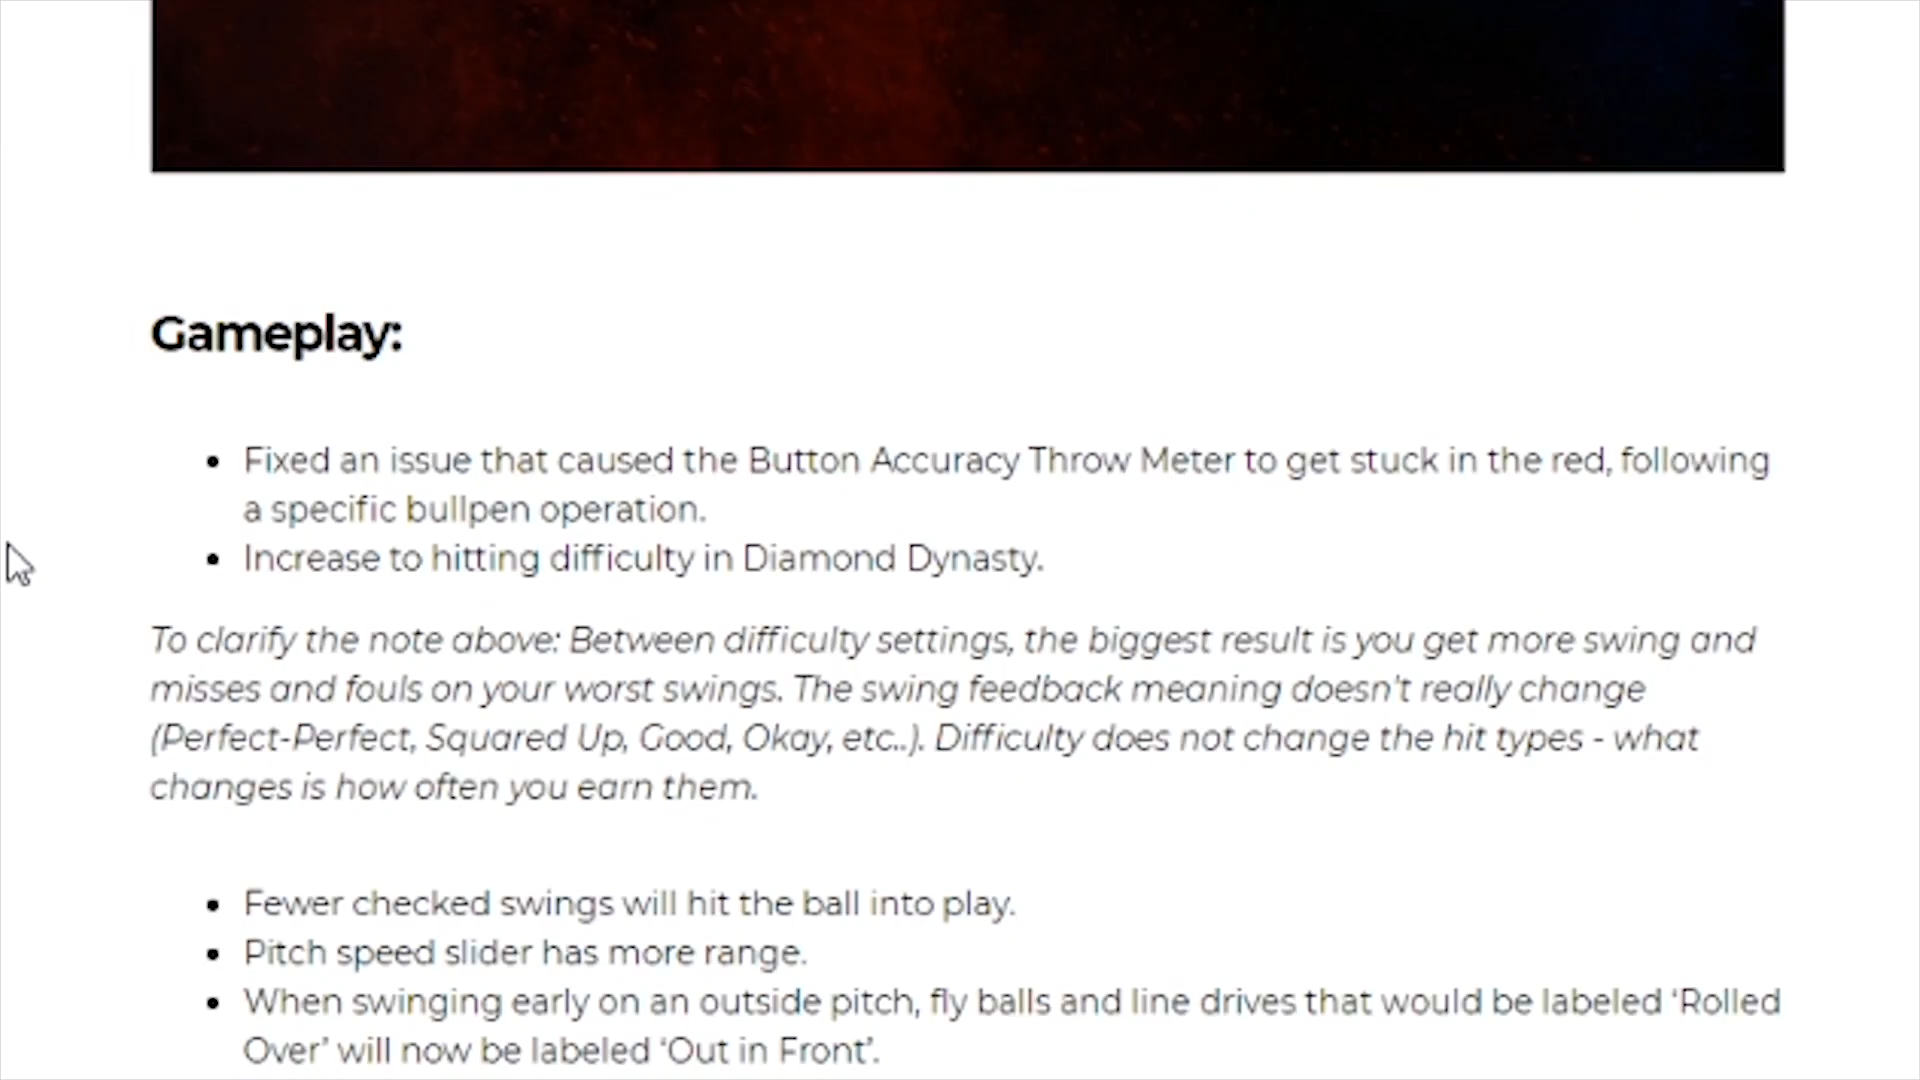 Gameplay:
• Fixed an issue that caused the Button Accuracy Throw Meter to get stuck in the red, following
a specific bullpen operation.
• Increase to hitting difficulty in Diamond Dynasty.
To clarify the note above: Between difficulty settings, the biggest result is you get more swing and
misses and fouls on your worst swings. The swing feedback meaning doesn't really change
(Perfect-Perfect, Squared Up, Good, Okay, etc..). Difficulty does not change the hit types - what
changes is how often you earn them.
• Fewer checked swings will hit the ball into play.
• Pitch speed slider has more range.
• When swinging early on an outside pitch, fly balls and line drives that would be labeled ‘Rolled
Over’ will now be labeled ‘Out in Front’.